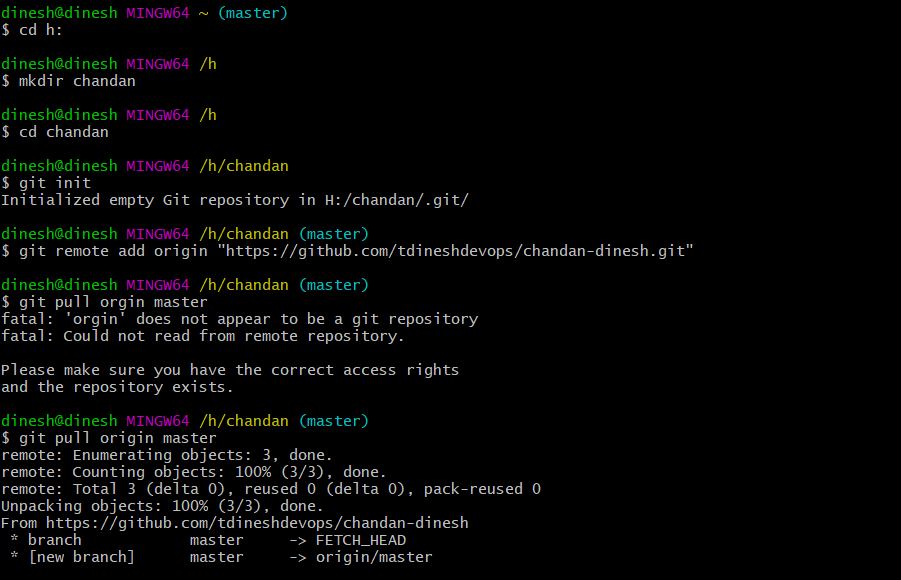 dinesh@dinesh MINGW64 ~ (master)
$ cd h:
dinesh@dinesh MINGW64 /h
$ mkdir chandan
dinesh@dinesh MINGW64 /h
$ cd chandan
dinesh@dinesh MINGW64 /h/chandan
$ git init
Initialized empty Git repository in H:/chandan/.git/
dinesh@dinesh MINGW64 /h/chandan (master)
$ git remote add origin "https://github.com/tdineshdevops/chandan-dinesh.git"
dinesh@dinesh MINGW64 /h/chandan (master)
$ git pull orgin master
fatal: 'orgin' does not appear to be a git repository
fatal: Could not read from remote repository.
Please make sure you have the correct access rights
and the repository exists.
dinesh@dinesh MINGW64 /h/chandan (master)
$ git pull origin master
remote: Enumerating objects: 3, done.
remote: Counting objects: 100% (3/3), done.
remote: Total 3 (delta 0), reused 0 (delta 0), pack-reused 0
Unpacking objects: 100% (3/3), done.
From https://github.com/tdineshdevops/chandan-dinesh
 * branch            master     -> FETCH_HEAD
 * [new branch]      master     -> origin/master